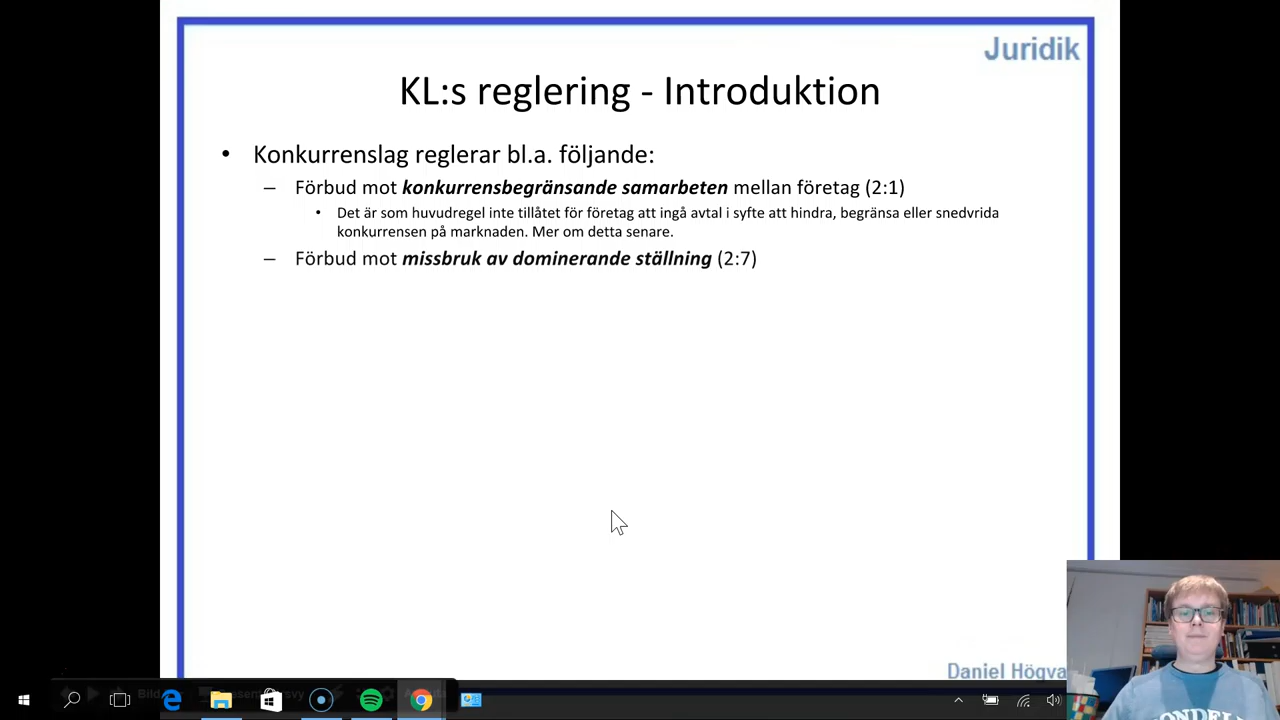 Juridik
KL:s reglering - Introduktion
• Konkurrenslag reglerar bl.a. följande:
– Förbud mot konkurrensbegränsande samarbeten mellan företag (2:1)
• Det är som huvudregel inte tillåtet för företag att ingå avtal i syfte att hindra, begränsa eller snedvrida
konkurrensen på marknaden. Mer om detta senare.
– Förbud mot missbruk av dominerande ställning (2:7)
Daniel Högva